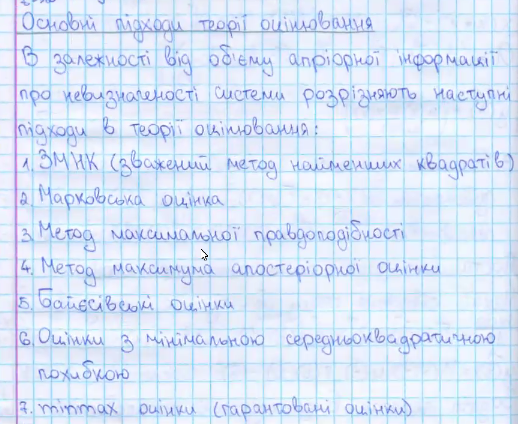 Основні підходи теорії оцінювання
В залежності від об'єму апріорної інформації
про невизначеності системи розрізняють наступні
підходи в теорії оцінювання:
1. ЗМНК (зважений метод найменших квадратів)
2. Марковська оцінка
3. Метод максимальної правдоподібності
4. Метод максимума апостеріорної оцінки
5. Байєсівські оцінки
6. Оцінки з мінімальною середньоквадратичною
похибкою
7. minmax оцінки (гарантовані оцінки)